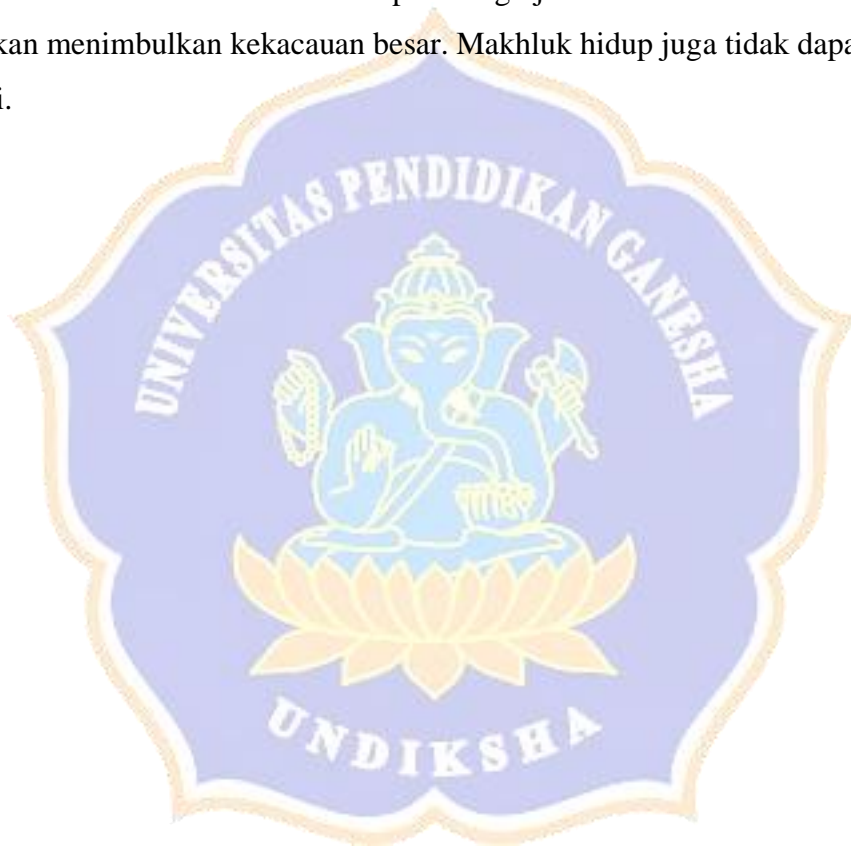 kan menimbulkan kekacauan besar. Makhluk hidup juga tidak dapa
i.
UNIVERSITAS PENDIDIKAN GANESHA
UNDIKSHA